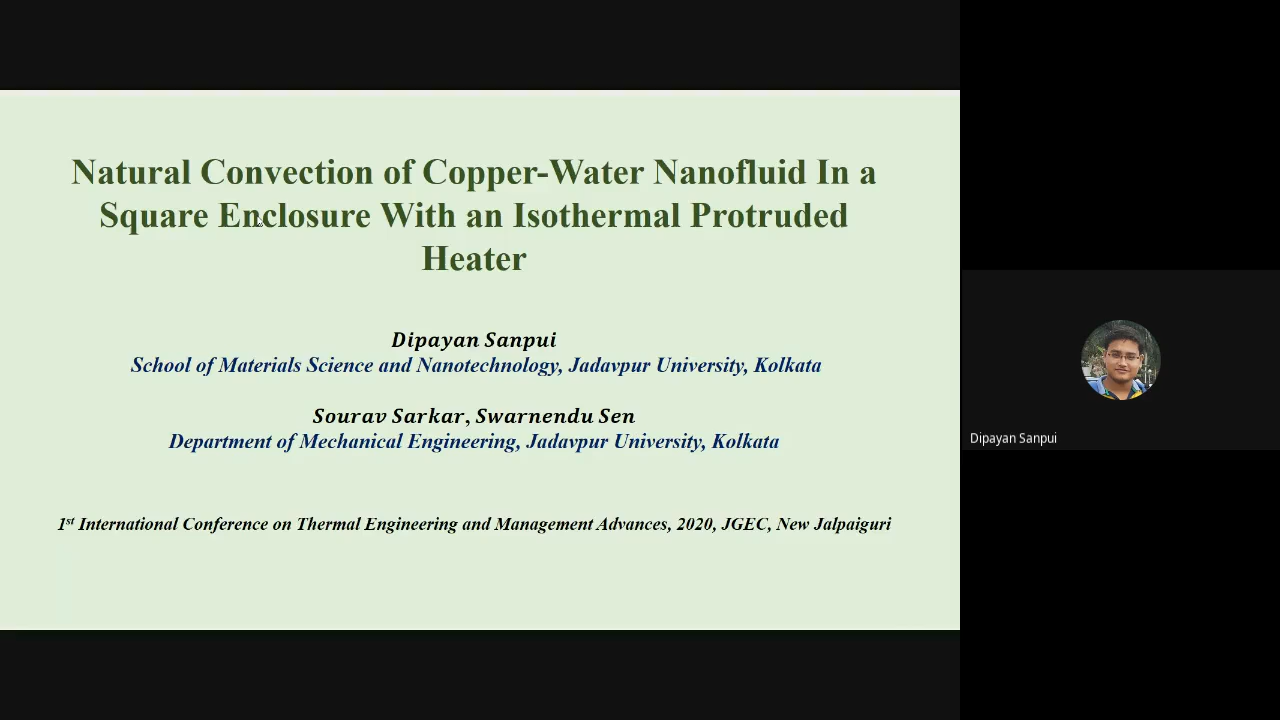 Natural Convection of Copper-Water Nanofluid In a
Square Enclosure With an Isothermal Protruded
Heater
Dipayan Sanpui
School of Materials Science and Nanotechnology, Jadavpur University, Kolkata
Sourav Sarkar, Swarnendu Sen
Department of Mechanical Engineering, Jadavpur University, Kolkata
1st International Conference on Thermal Engineering and Management Advances, 2020, JGEC, New Jalpaiguri
Dipayan Sanpui